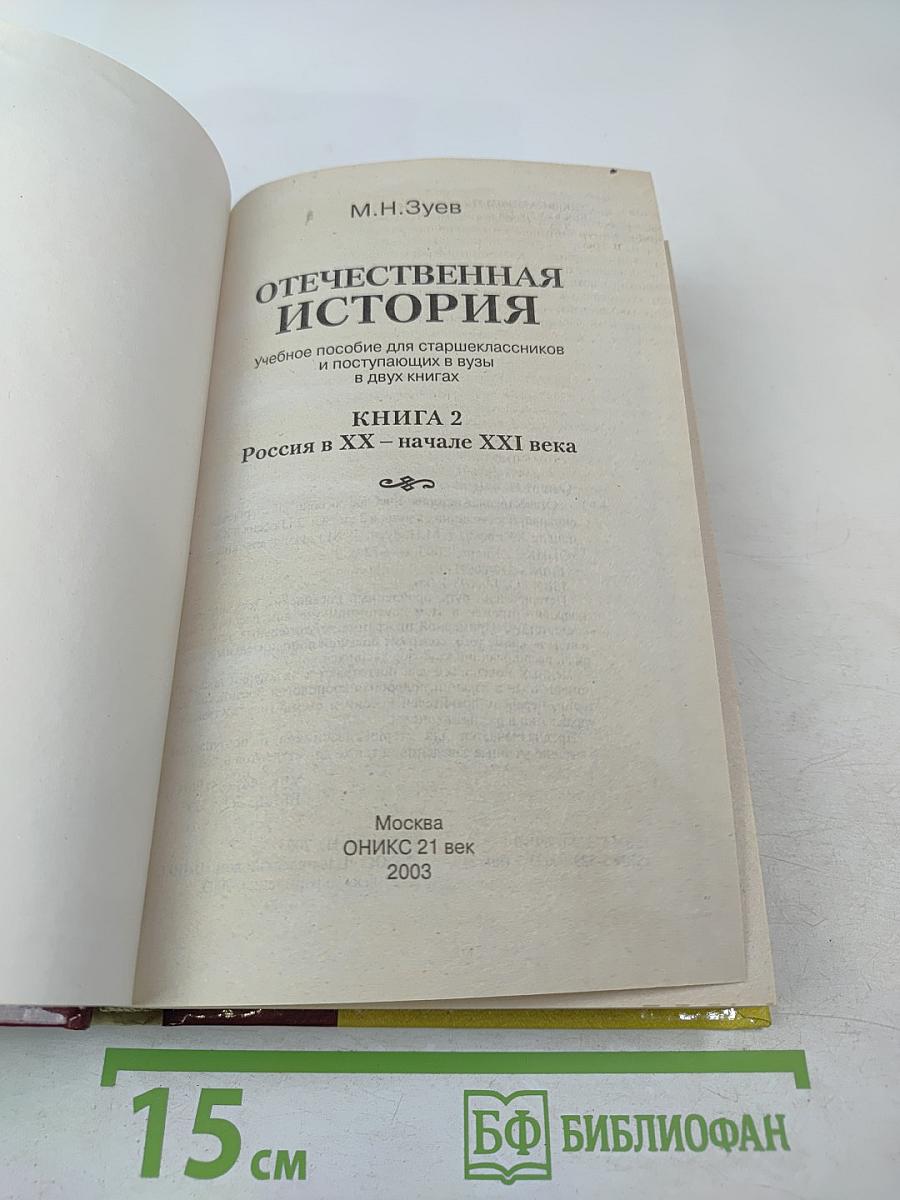 М.Н.Зуев
ОТЕЧЕСТВЕННАЯ
ИСТОРИЯ
учебное пособие для старшеклассников
и поступающих в вузы
в двух книгах
КНИГА 2
Россия в XX – начале XXI века
Москва
ОНИКС 21 век
2003
15 см
БФ БИБЛИОФАН